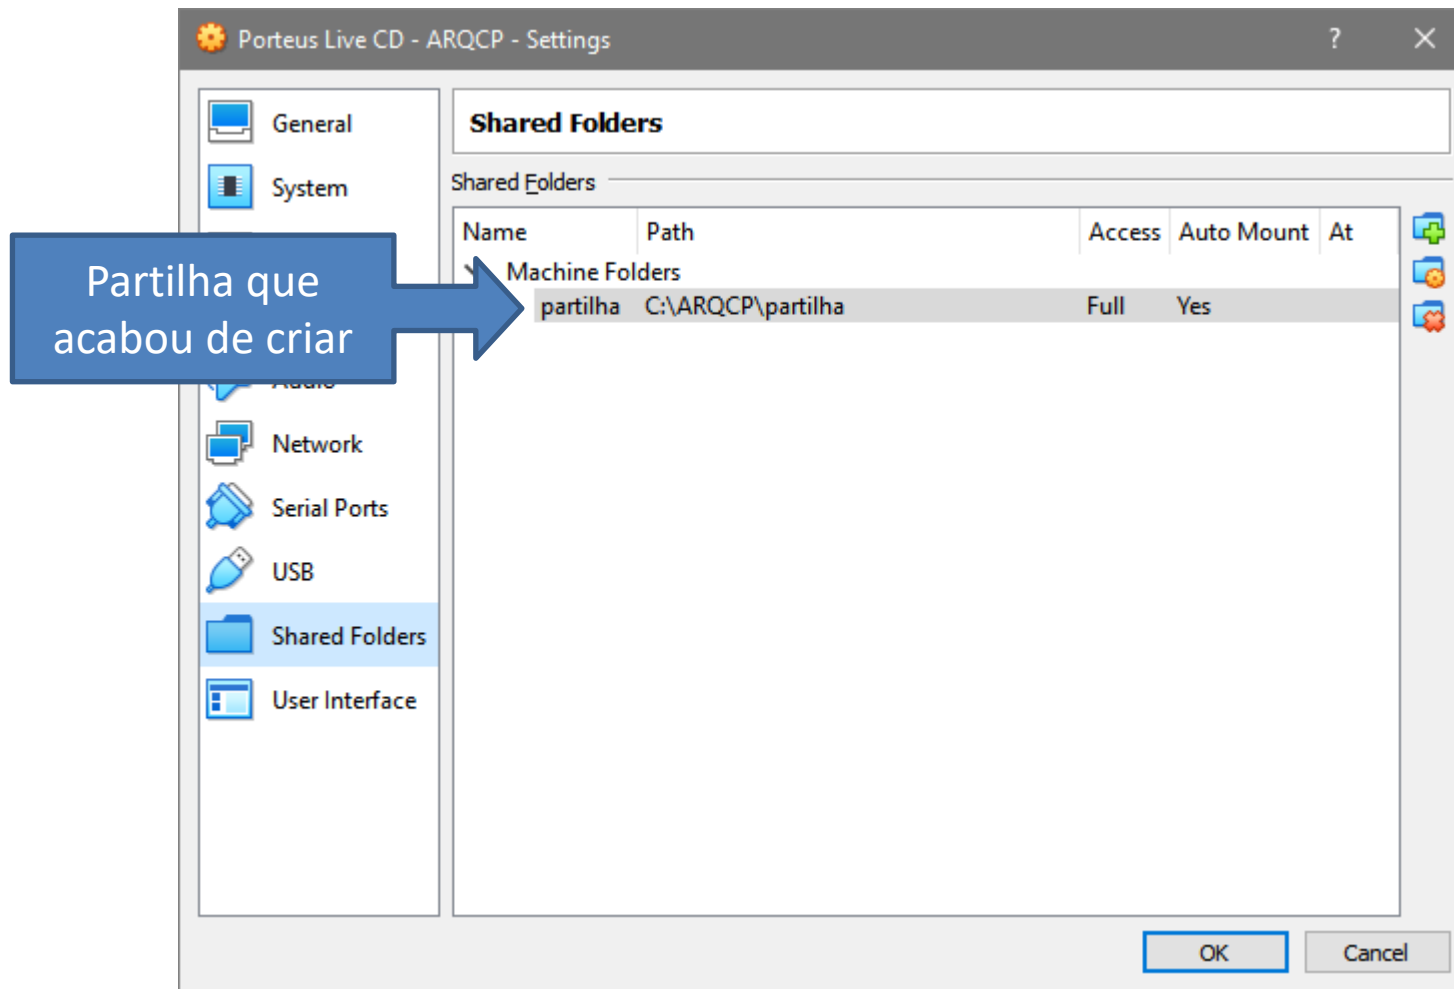 Porteus Live CD - ARQCP - Settings ? ×
General
System
Network
Serial Ports
USB
Shared Folders
User Interface
Shared Folders
Shared Folders
Name Path Access Auto Mount At
Machine Folders
partilha C:\ARQCP\partilha Full Yes
Partilha que
acabou de criar
OK Cancel